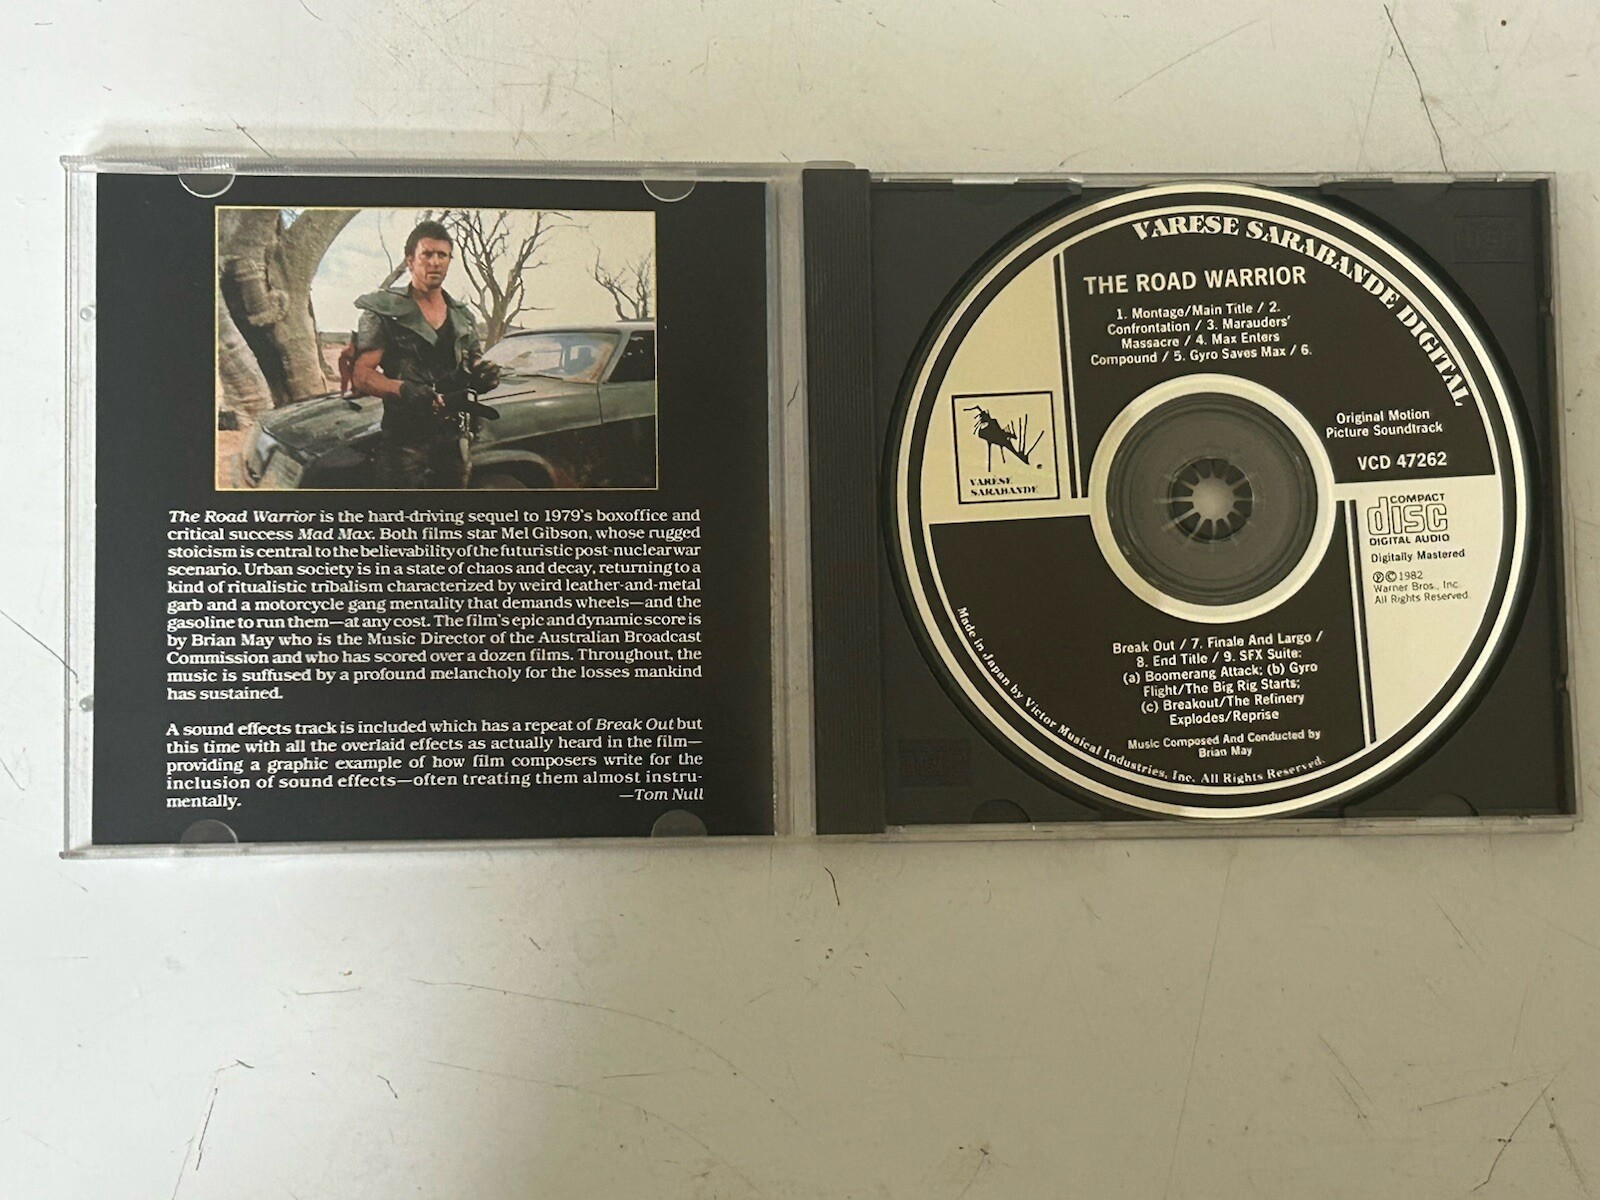 The Road Warrior is the hard-driving sequel to 1979's boxoffice and
critical success Mad Max. Both films star Mel Gibson, whose rugged
stoicism is central to the believability of the futuristic post-nuclear war
scenario. Urban society is in a state of chaos and decay, returning to a
kind of ritualistic tribalism characterized by weird leather-and-metal
garb and a motorcycle gang mentality that demands wheels—and the
gasoline to run them—at any cost. The film's epic and dynamic score is
by Brian May who is the Music Director of the Australian Broadcast
Commission and who has scored over a dozen films. Throughout, the
music is suffused by a profound melancholy for the losses mankind
has sustained.
A sound effects track is included which has a repeat of Break Out but
this time with all the overlaid effects as actually heard in the film—
providing a graphic example of how film composers write for the
inclusion of sound effects—often treating them almost instru-
mentally.
—Tom Null
VARESE SARABANDE DIGITAL
THE ROAD WARRIOR
1. Montage/Main Title / 2.
Confrontation / 3. Marauders'
Massacre / 4. Max Enters
Compound / 5. Gyro Saves Max / 6.
Original Motion
Picture Soundtrack
VCD 47262
VARÈSE
SARABANDE
COMPACT
disc
DIGITAL AUDIO
Digitally Mastered
Ⓟ©1982
Warner Bros., Inc.
All Rights Reserved.
Break Out / 7. Finale And Largo /
8. End Title / 9. SFX Suite:
(a) Boomerang Attack; (b) Gyro
Flight/The Big Rig Starts;
(c) Breakout/The Refinery
Explodes/Reprise
Music Composed And Conducted by
Brian May
Made in Japan by Victor Musical Industries, Inc. All Rights Reserved.